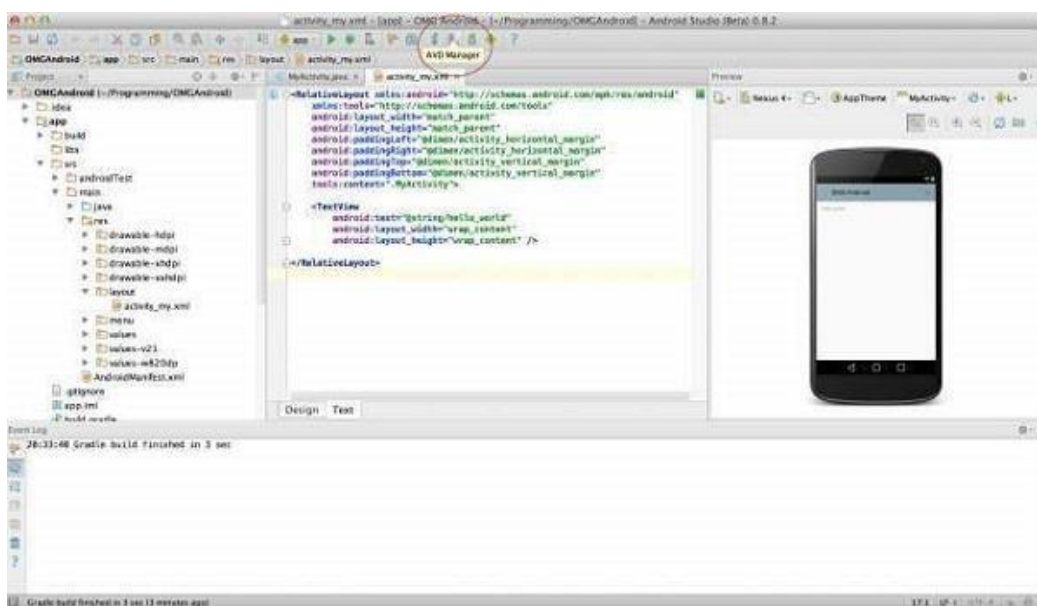 activity_my.xml - [app] - OMG Android - [~/Programming/OMGAndroid] - Android Studio (Beta) 0.8.2
app
AVD Manager
OMGAndroid app src main res layout activity_my.xml
Project
MyActivity.java activity_my.xml
Preview
OMGAndroid (~/Programming/OMGAndroid)
.idea
app
build
libs
src
androidTest
main
java
res
drawable-hdpi
drawable-mdpi
drawable-xhdpi
drawable-xxhdpi
layout
activity_my.xml
menu
values
values-v21
values-w820dp
AndroidManifest.xml
.gitignore
app.iml
build.gradle
<RelativeLayout xmlns:android="http://schemas.android.com/apk/res/android"
xmlns:tools="http://schemas.android.com/tools"
android:layout_width="match_parent"
android:layout_height="match_parent"
android:paddingLeft="@dimen/activity_horizontal_margin"
android:paddingRight="@dimen/activity_horizontal_margin"
android:paddingTop="@dimen/activity_vertical_margin"
android:paddingBottom="@dimen/activity_vertical_margin"
tools:context=".MyActivity">
<TextView
android:text="@string/hello_world"
android:layout_width="wrap_content"
android:layout_height="wrap_content" />
</RelativeLayout>
Design Text
Nexus 4 AppTheme MyActivity L
Event Log
20:33:40 Gradle build finished in 3 sec
Gradle build finished in 3 sec (3 minutes ago)
17:1